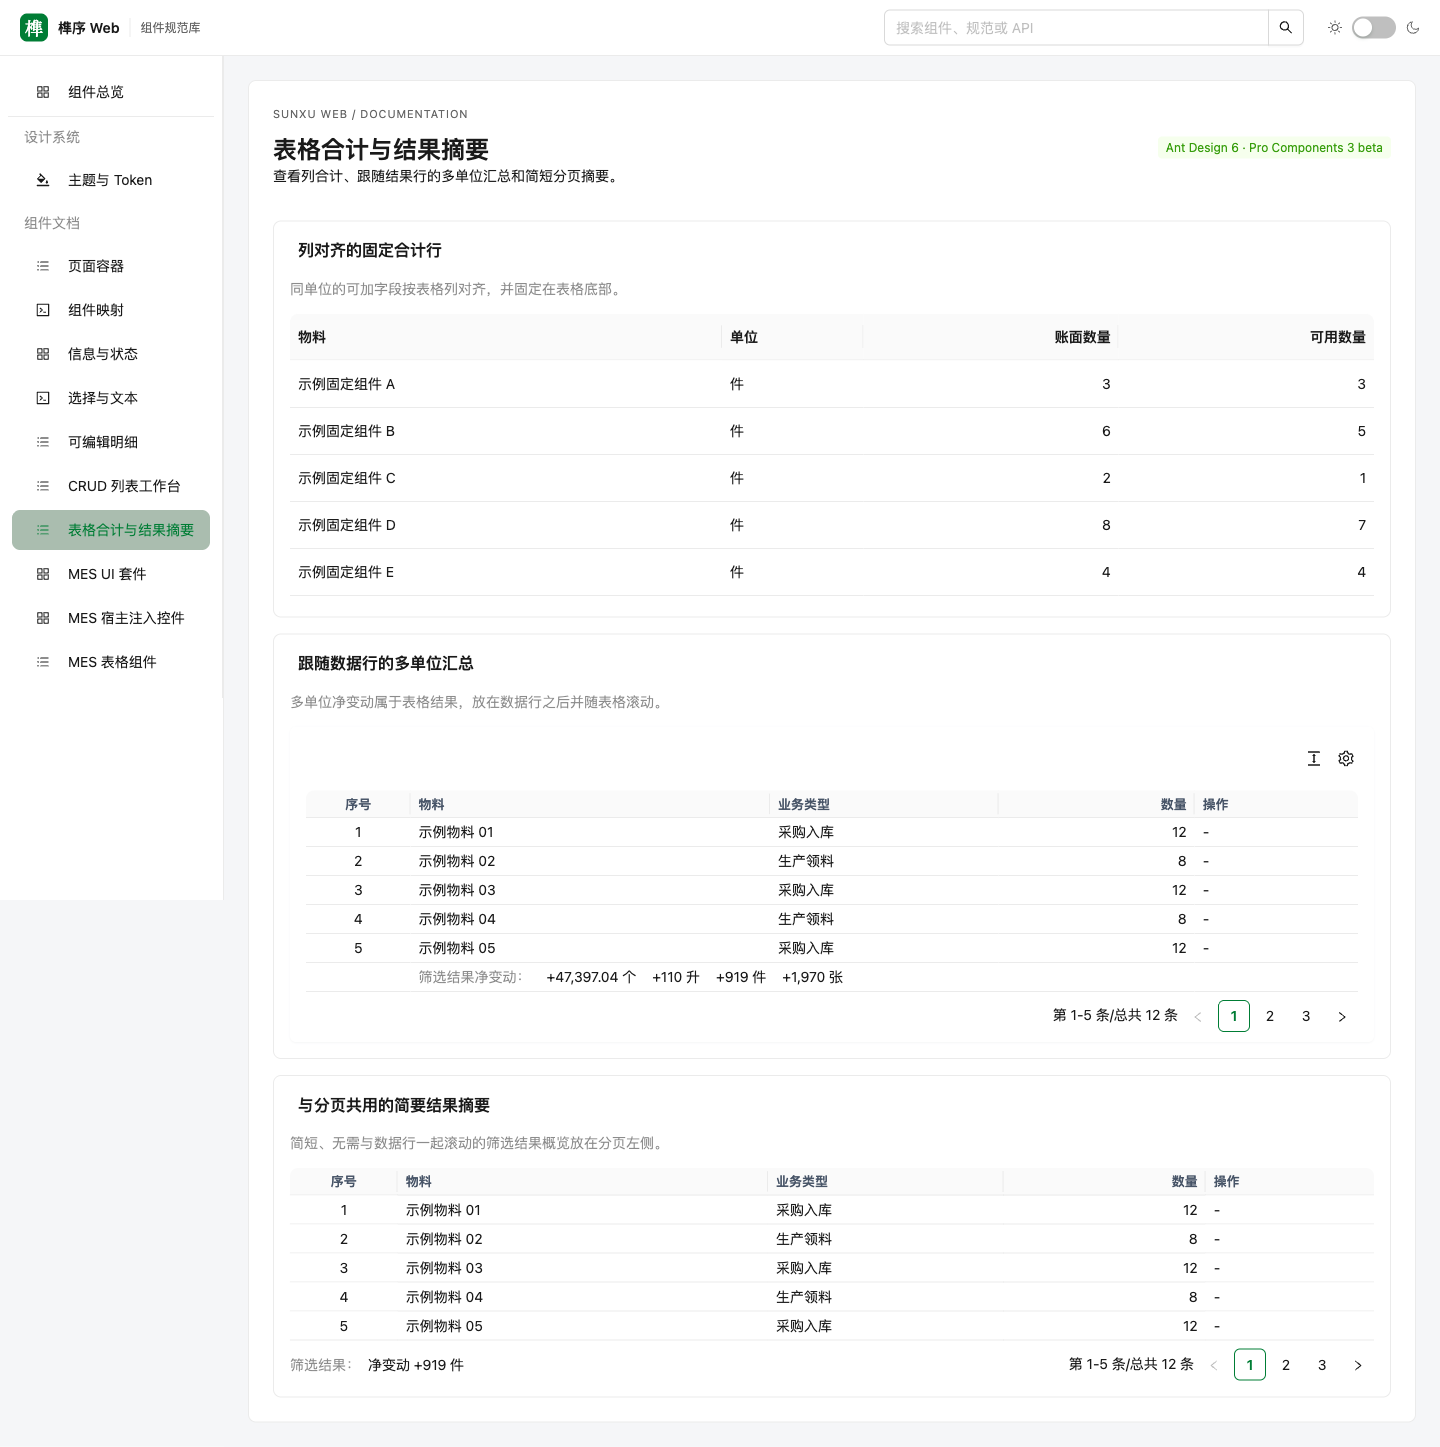 榫 榫序 Web 组件规范库 搜索组件、规范或 API
组件总览
设计系统
主题与 Token
组件文档
页面容器
组件映射
信息与状态
选择与文本
可编辑明细
CRUD 列表工作台
表格合计与结果摘要
MES UI 套件
MES 宿主注入控件
MES 表格组件
SUNXU WEB / DOCUMENTATION
表格合计与结果摘要
Ant Design 6 · Pro Components 3 beta
查看列合计、跟随结果行的多单位汇总和简短分页摘要。
列对齐的固定合计行
同单位的可加字段按表格列对齐，并固定在表格底部。
物料 单位 账面数量 可用数量
示例固定组件 A 件 3 3
示例固定组件 B 件 6 5
示例固定组件 C 件 2 1
示例固定组件 D 件 8 7
示例固定组件 E 件 4 4
跟随数据行的多单位汇总
多单位净变动属于表格结果，放在数据行之后并随表格滚动。
序号 物料 业务类型 数量 操作
1 示例物料 01 采购入库 12 -
2 示例物料 02 生产领料 8 -
3 示例物料 03 采购入库 12 -
4 示例物料 04 生产领料 8 -
5 示例物料 05 采购入库 12 -
筛选结果净变动： +47,397.04 个 +110 升 +919 件 +1,970 张
第 1-5 条/总共 12 条 1 2 3
与分页共用的简要结果摘要
简短、无需与数据行一起滚动的筛选结果概览放在分页左侧。
序号 物料 业务类型 数量 操作
1 示例物料 01 采购入库 12 -
2 示例物料 02 生产领料 8 -
3 示例物料 03 采购入库 12 -
4 示例物料 04 生产领料 8 -
5 示例物料 05 采购入库 12 -
筛选结果： 净变动 +919 件 第 1-5 条/总共 12 条 1 2 3